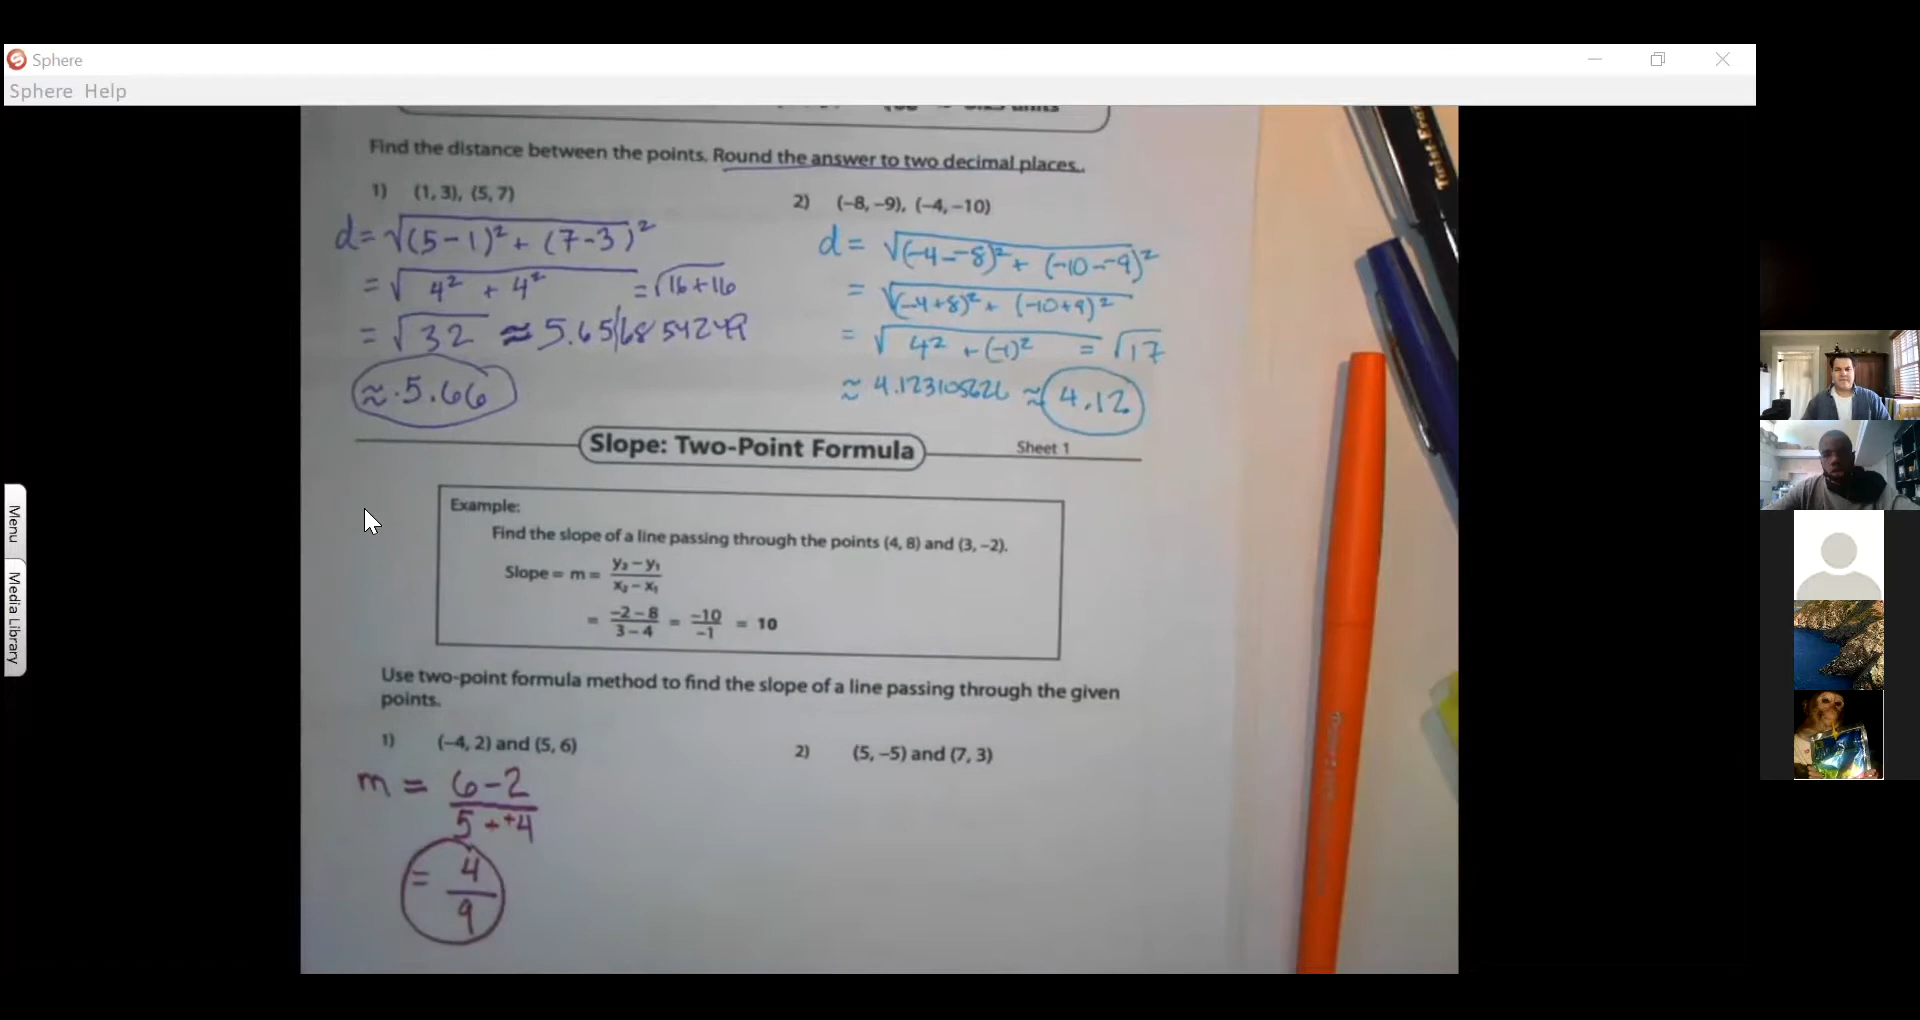 Sphere
Sphere Help
units
Find the distance between the points. Round the answer to two decimal places.
1) (1, 3), (5, 7)
d = √(5-1)² + (7-3)²
= √4² + 4² = √16+16
= √32 ≈ 5.65|68 54249
≈ 5.66
2) (–8, –9), (–4, –10)
d = √(-4--8)² + (-10--9)²
= √(-4+8)² + (-10+9)²
= √4² + (-1)² = √17
≈ 4.123105626 ≈ 4.12
Slope: Two-Point Formula
Sheet 1
Example:
Find the slope of a line passing through the points (4, 8) and (3, –2).
Slope = m = y₂ – y₁ / x₂ – x₁
= –2 – 8 / 3 – 4 = –10 / –1 = 10
Use two-point formula method to find the slope of a line passing through the given
points.
1) (–4, 2) and (5, 6)
m = 6-2 / 5++4
= 4/9
2) (5, –5) and (7, 3)
Menu
Media Library